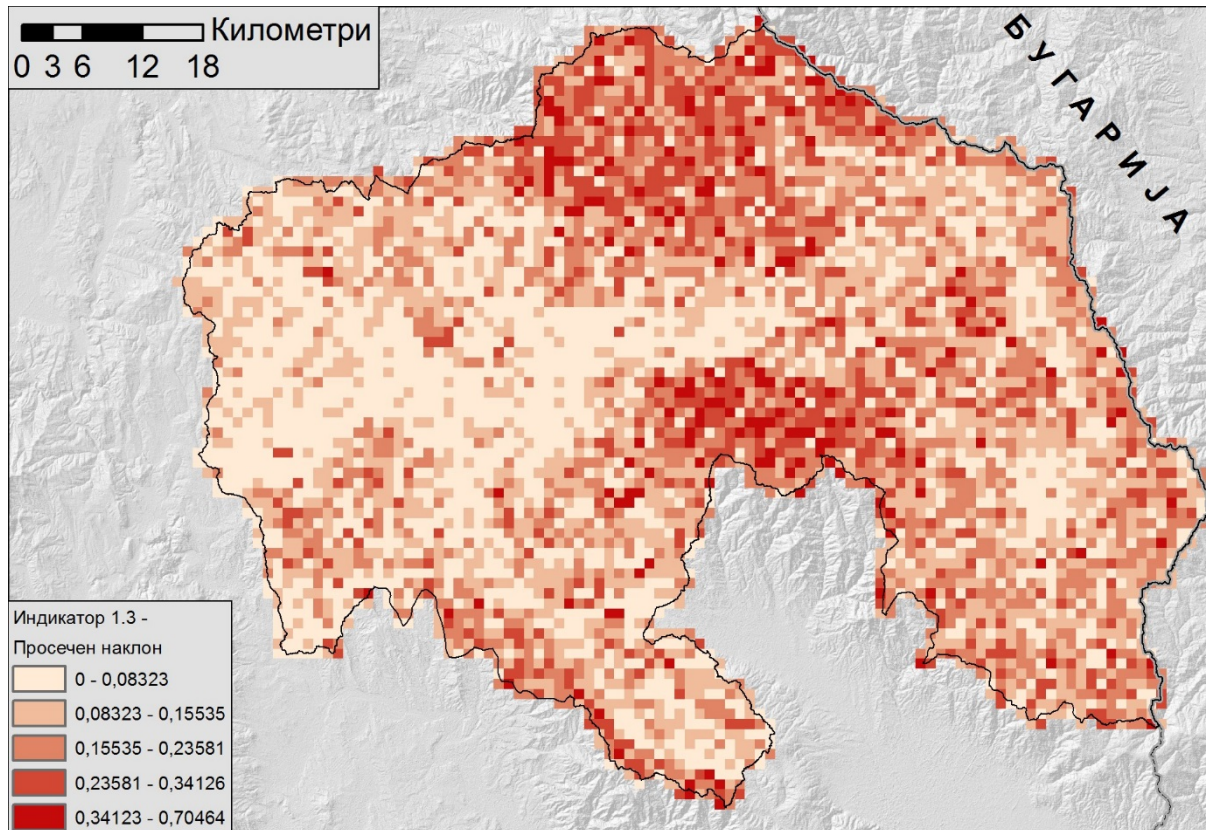 Километри
0 3 6 12 18
БУГАРИЈА
Индикатор 1.3 -
Просечен наклон
0 - 0,08323
0,08323 - 0,15535
0,15535 - 0,23581
0,23581 - 0,34126
0,34123 - 0,70464